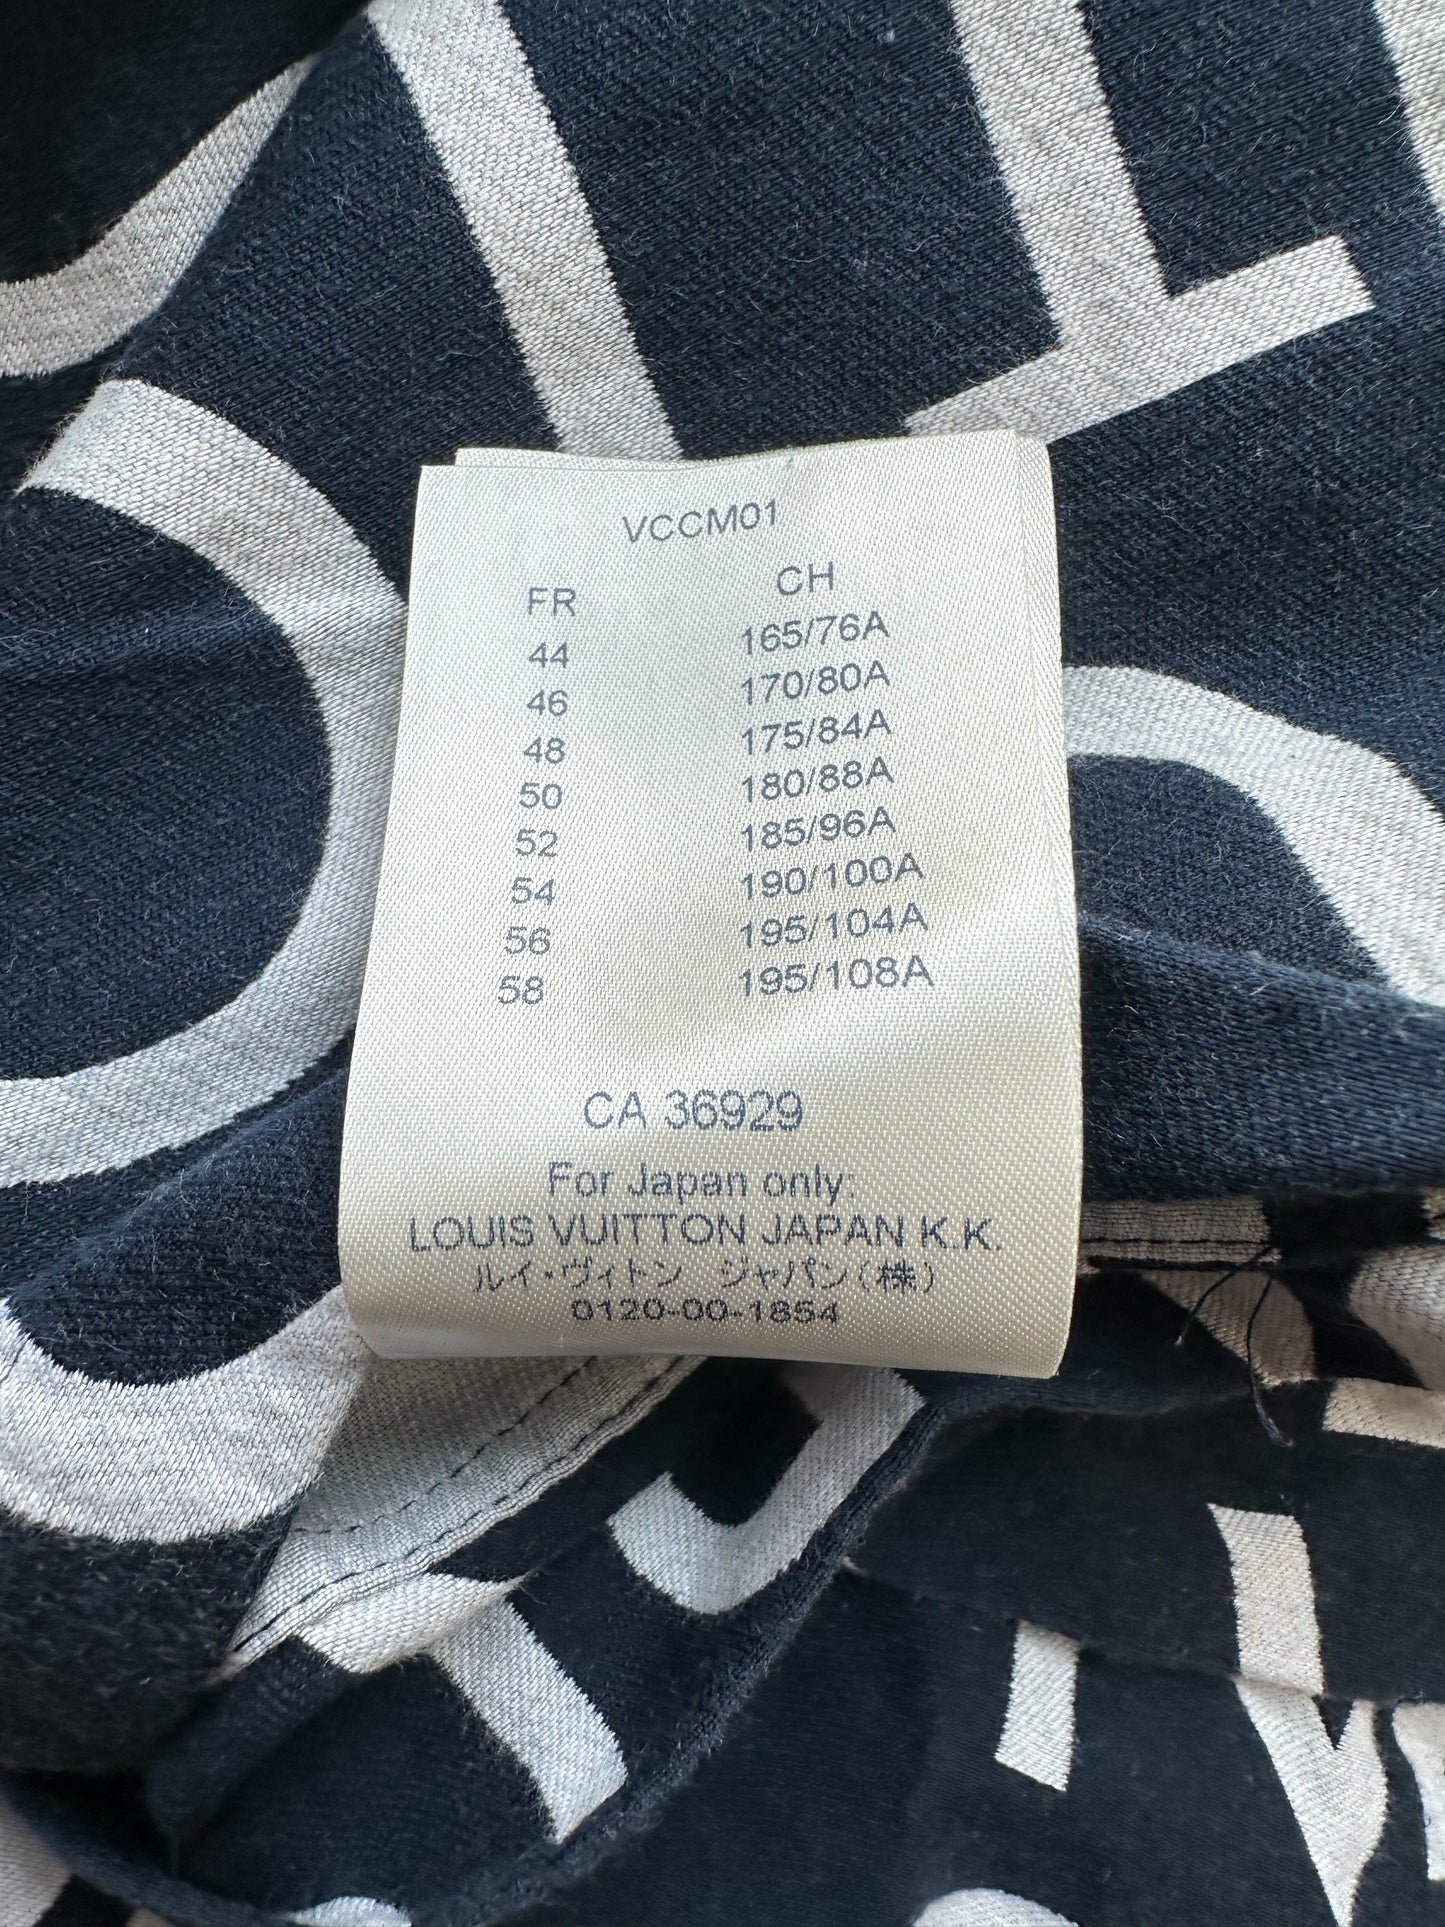 VCCM01
FR CH
44 165/76A
46 170/80A
48 175/84A
50 180/88A
52 185/96A
54 190/100A
56 195/104A
58 195/108A
CA 36929
For Japan only:
LOUIS VUITTON JAPAN K.K.
ルイ・ヴィトン ジャパン(株)
0120-00-1854